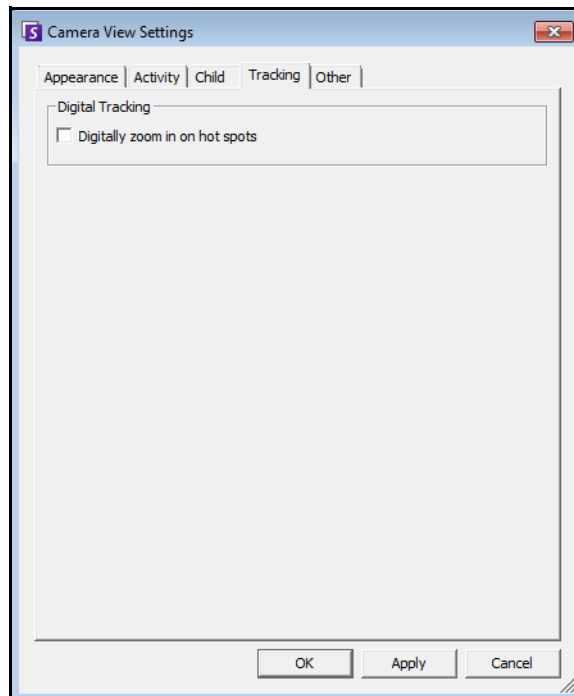 S Camera View Settings
Appearance Activity Child Tracking Other
Digital Tracking
Digitally zoom in on hot spots
OK Apply Cancel